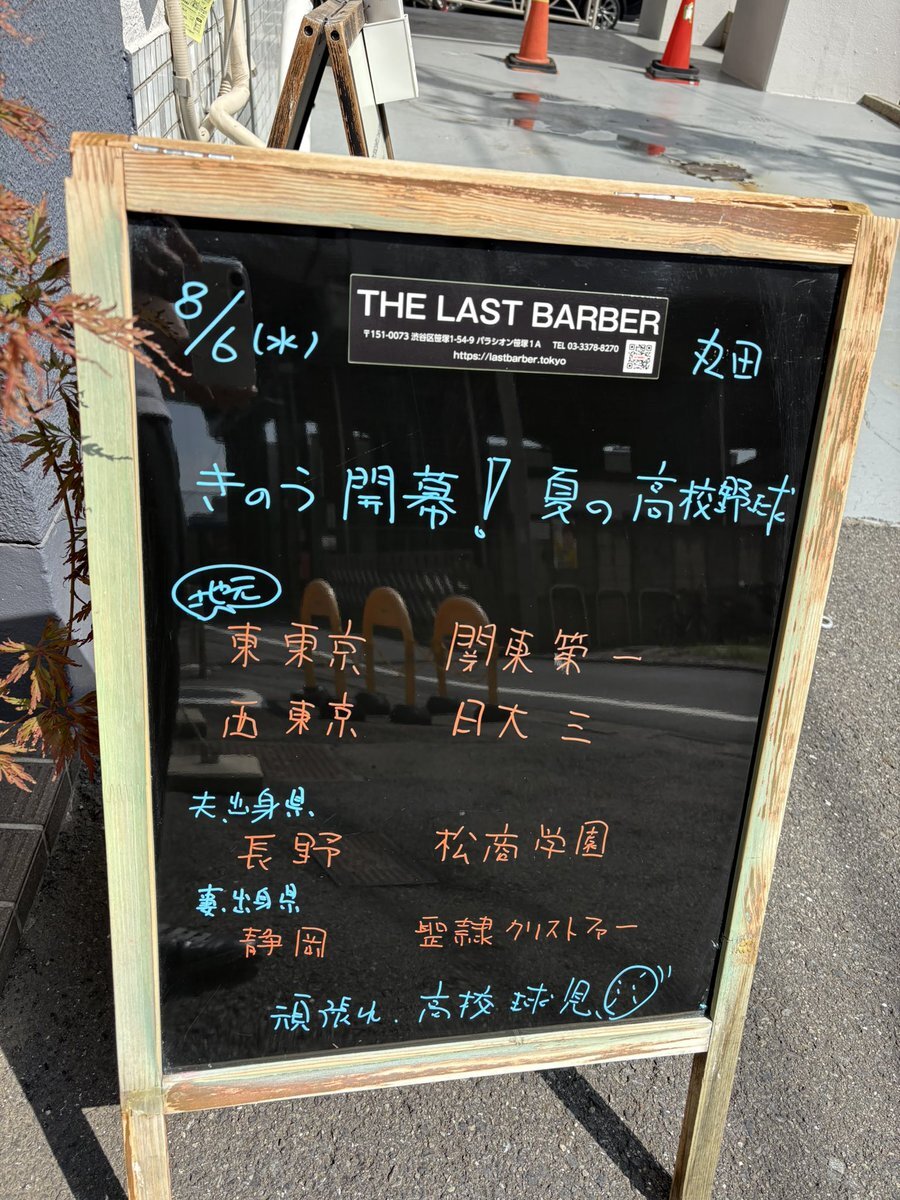 8/6(水)
THE LAST BARBER
〒151-0073 渋谷区笹塚1-54-9 パラシオン笹塚1A TEL 03-3378-8270
https://lastbarber.tokyo
丸田
きのう開幕! 夏の高校野球
地元
東東京 関東第一
西東京 日大三
夫.出身県
長野 松商学園
妻.出身県
静岡 聖隷クリストファー
頑張れ.高校球児